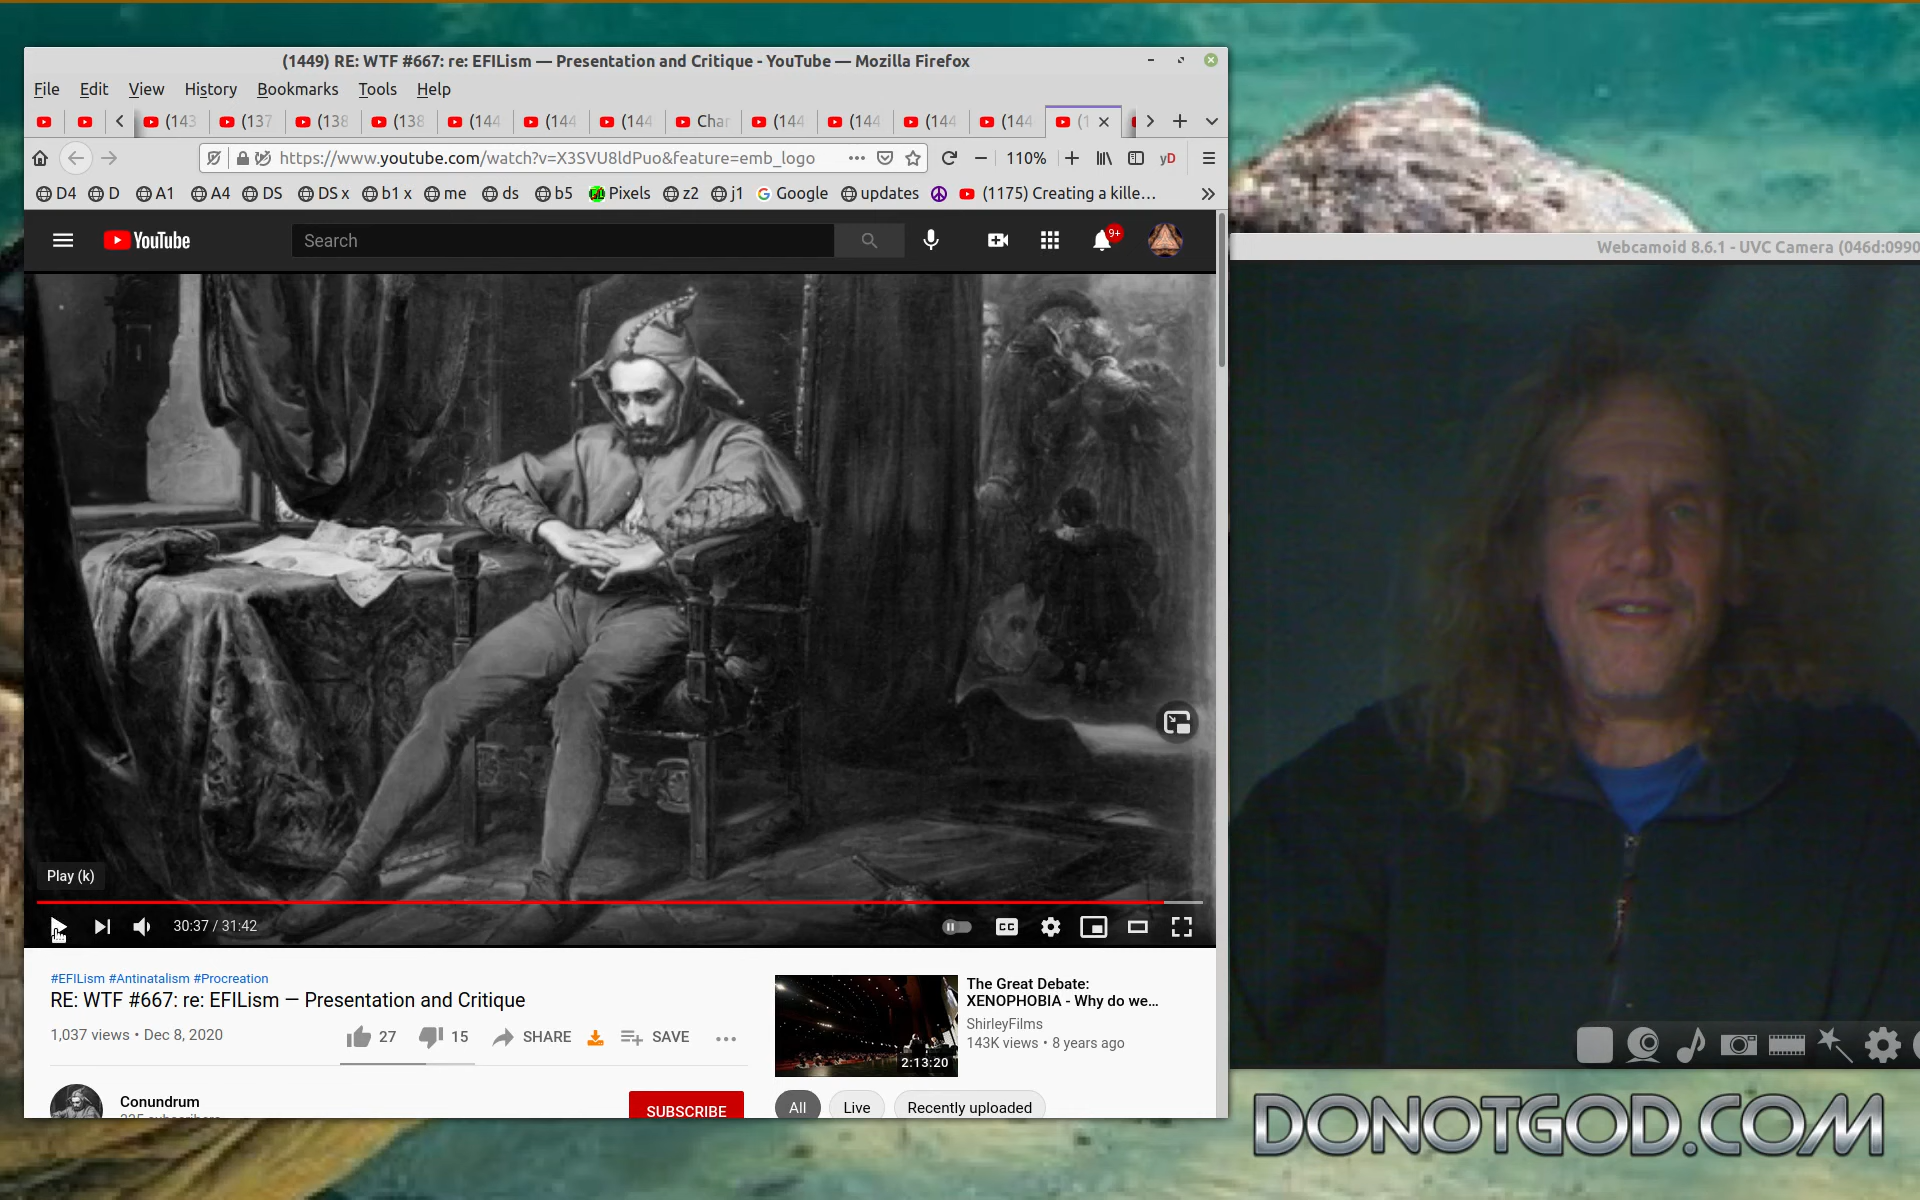 (1449) RE: WTF #667: re: EFILism — Presentation and Critique - YouTube — Mozilla Firefox
File Edit View History Bookmarks Tools Help
(143 (137 (138 (138 (144 (144 (144 Char (144 (144 (144 (144 (1
https://www.youtube.com/watch?v=X3SVU8ldPuo&feature=emb_logo 110% yD
D4 D A1 A4 DS DS x b1 x me ds b5 Pixels z2 j1 Google updates (1175) Creating a kille…
YouTube Search 9+
Webcamoid 8.6.1 - UVC Camera (046d:0990
Play (k)
30:37 / 31:42 CC
#EFILism #Antinatalism #Procreation
RE: WTF #667: re: EFILism — Presentation and Critique
1,037 views • Dec 8, 2020
27 15 SHARE SAVE
Conundrum
SUBSCRIBE
The Great Debate:
XENOPHOBIA - Why do we…
ShirleyFilms
143K views • 8 years ago
2:13:20
All Live Recently uploaded
DONOTGOD.COM